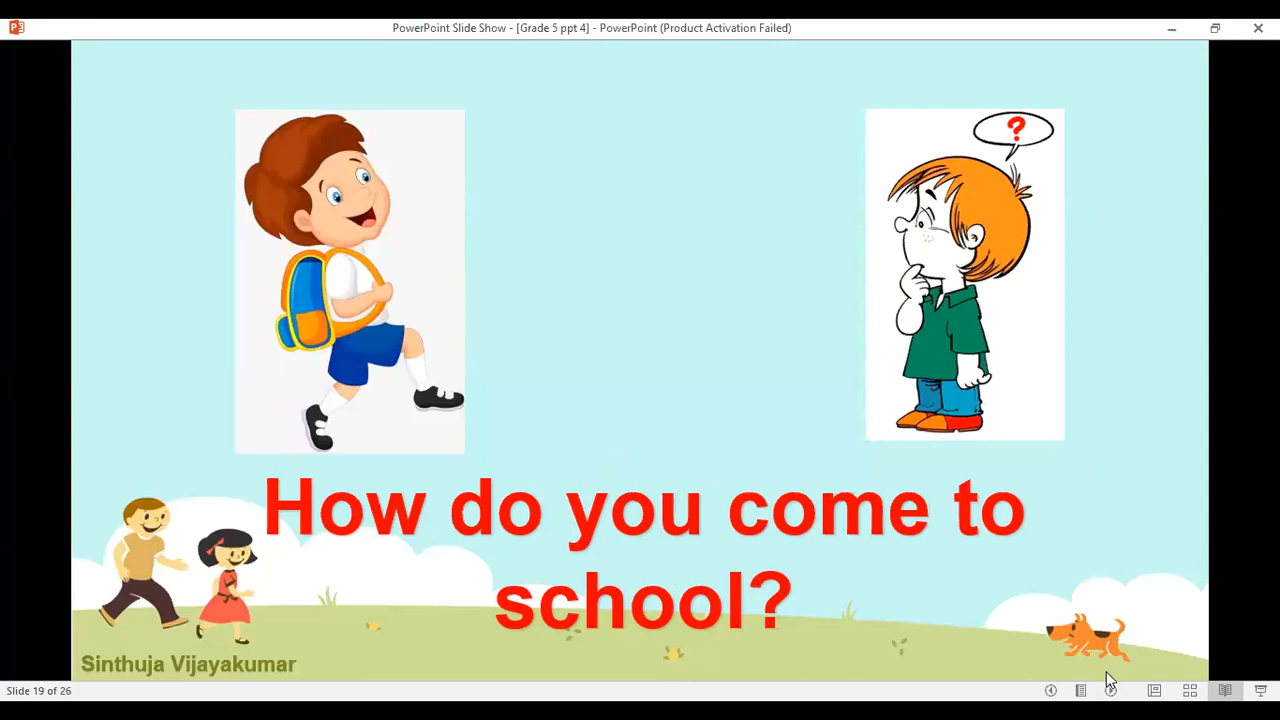 PowerPoint Slide Show - [Grade 5 ppt 4] - PowerPoint (Product Activation Failed)
?
How do you come to
school?
Sinthuja Vijayakumar
Slide 19 of 26